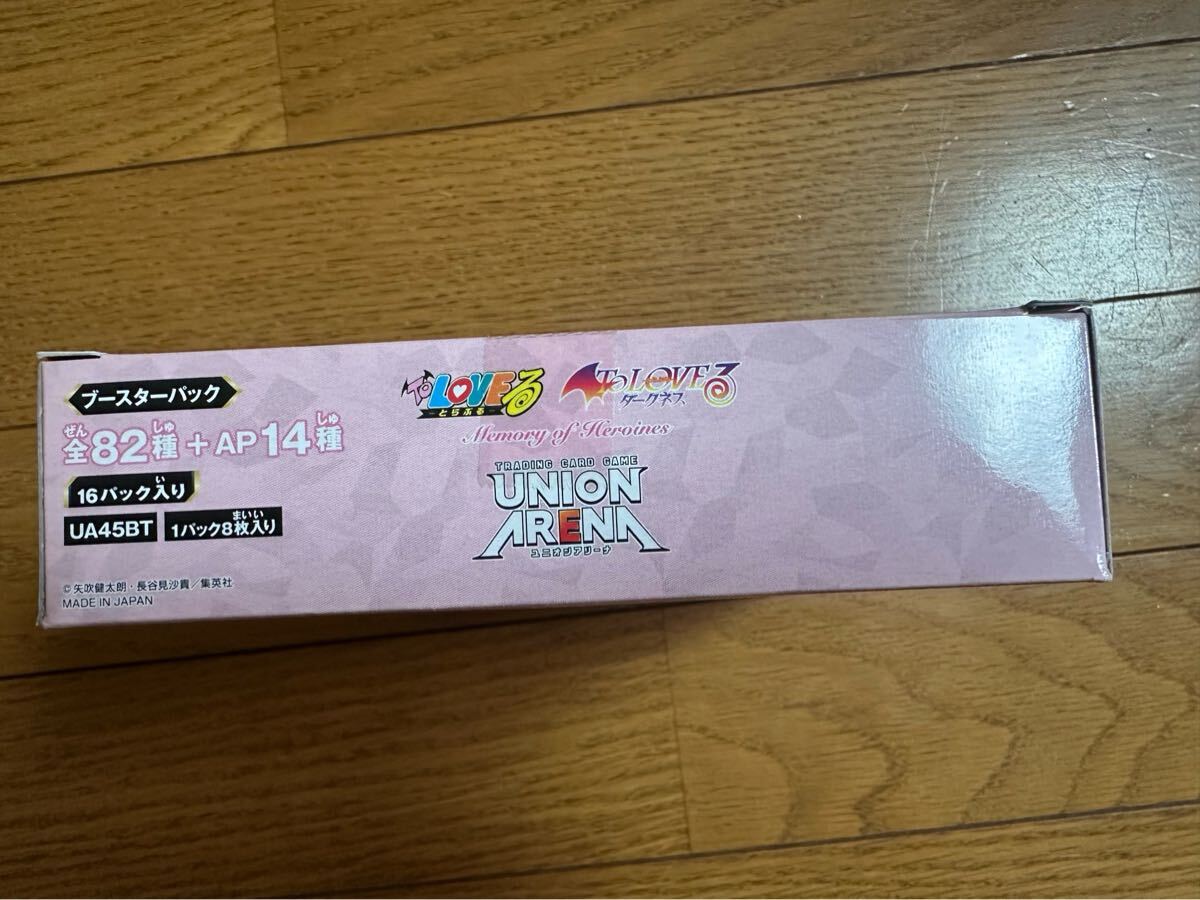 ブースターパック
ぜん しゅ しゅ
全82種+AP14種
い
16パック入り
まいい
UA45BT 1パック8枚入り
©矢吹健太朗・長谷見沙貴/集英社
MADE IN JAPAN
To LOVEる
-とらぶる-
To LOVEる
ダークネス
Memory of Heroines
TRADING CARD GAME
UNION
ARENA
ユニオンアリーナ